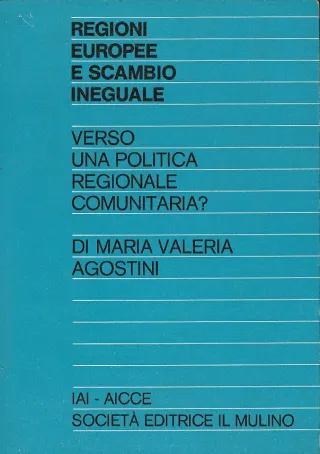 REGIONI
EUROPEE
E SCAMBIO
INEGUALE
VERSO
UNA POLITICA
REGIONALE
COMUNITARIA?
DI MARIA VALERIA
AGOSTINI
IAI - AICCE
SOCIETÀ EDITRICE IL MULINO